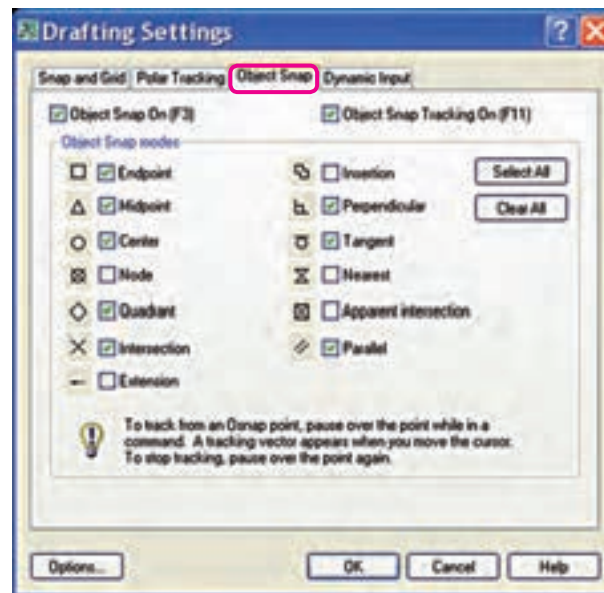 Drafting Settings
Snap and Grid Polar Tracking Object Snap Dynamic Input
Object Snap On (F3) Object Snap Tracking On (F11)
Object Snap modes
Endpoint Insertion Select All
Midpoint Perpendicular Clear All
Center Tangent
Node Nearest
Quadrant Apparent intersection
Intersection Parallel
Extension
To track from an Osnap point, pause over the point while in a
command. A tracking vector appears when you move the cursor.
To stop tracking, pause over the point again.
Options... OK Cancel Help